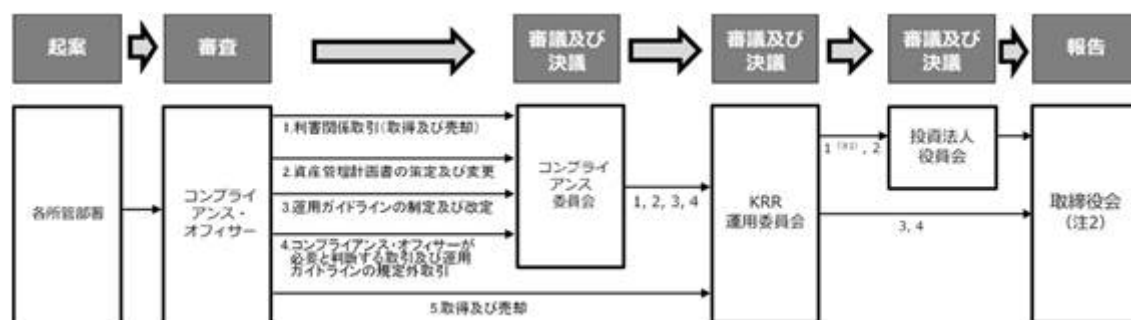 起案
審査
審議及び
決議
審議及び
決議
審議及び
決議
報告
各所管部署
コンプライ
アンス・
オフィサー
1.利害関係取引(取得及び売却)
2.資産管理計画書の策定及び変更
3.運用ガイドラインの制定及び改定
4.コンプライアンス・オフィサーが
必要と判断する取引及び運用
ガイドラインの規定外取引
5.取得及び売却
コンプライ
アンス
委員会
1, 2, 3, 4
KRR
運用委員会
1 , 2
3, 4
投資法人
役員会
取締役会
(注2)